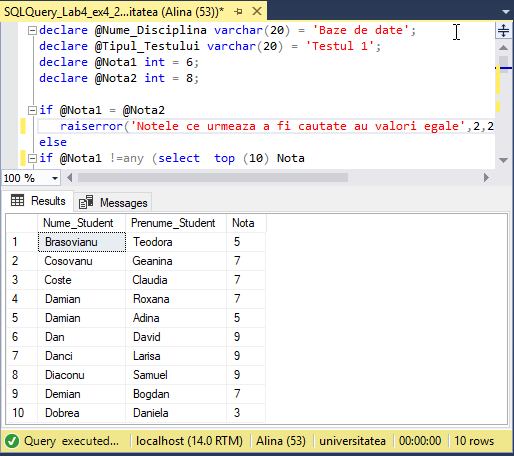 SQLQuery_Lab4_ex4_2...itatea (Alina (53))*
declare @Nume_Disciplina varchar(20) = 'Baze de date';
declare @Tipul_Testului varchar(20) = 'Testul 1';
declare @Nota1 int = 6;
declare @Nota2 int = 8;
if @Nota1 = @Nota2
raiserror('Notele ce urmeaza a fi cautate au valori egale',2,2
else
if @Nota1 !=any (select top (10) Nota
100 %
Results Messages
Nume_Student Prenume_Student Nota
1 Brasovianu Teodora 5
2 Cosovanu Geanina 7
3 Coste Claudia 7
4 Damian Roxana 7
5 Damian Adina 5
6 Dan David 9
7 Danci Larisa 9
8 Diaconu Samuel 9
9 Demian Bogdan 7
10 Dobrea Daniela 3
Query executed... localhost (14.0 RTM) Alina (53) universitatea 00:00:00 10 rows